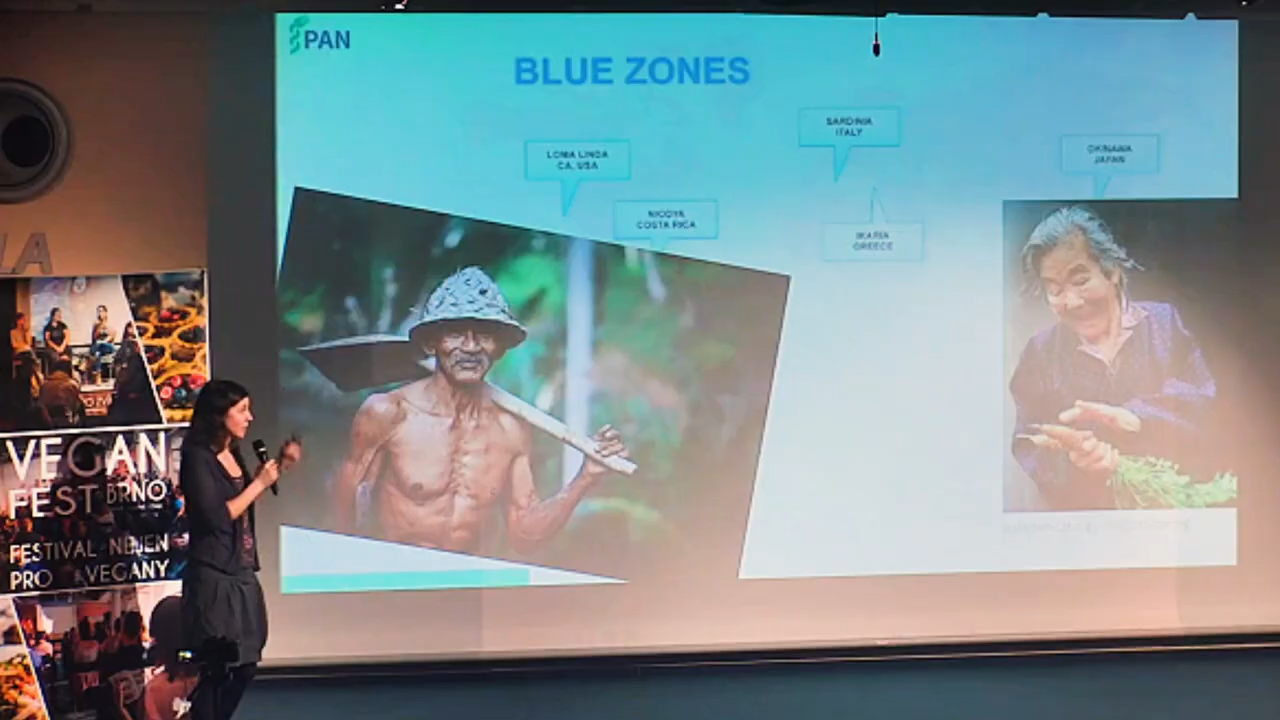 PAN
BLUE ZONES
LOMA LINDA
CA, USA
NICOYA
COSTA RICA
SARDINIA
ITALY
IKARIA
GREECE
OKINAWA
JAPAN
VEGAN
FEST BRNO
FESTIVAL NEJEN
PRO VEGANY